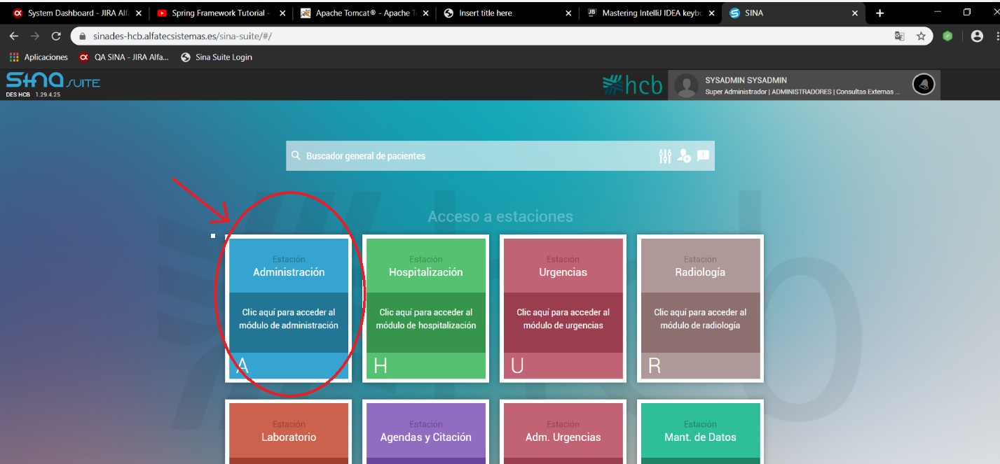 System Dashboard - JIRA Alf
Spring Framework Tutorial -
Apache Tomcat® - Apache T
Insert title here
Mastering IntelliJ IDEA keybo
SINA
sinades-hcb.alfatecsistemas.es/sina-suite/#/
Aplicaciones
QA SINA - JIRA Alfa...
Sina Suite Login
SINA SUITE
DES HCB 1.29.4.25
hcb
SYSADMIN SYSADMIN
Super Administrador | ADMINISTRADORES | Consultas Externas ...
Buscador general de pacientes
Acceso a estaciones
Estación
Administración
Clic aquí para acceder al
módulo de administración
A
Estación
Hospitalización
Clic aquí para acceder al
módulo de hospitalización
H
Estación
Urgencias
Clic aquí para acceder al
módulo de urgencias
U
Estación
Radiología
Clic aquí para acceder al
módulo de radiología
R
Estación
Laboratorio
Estación
Agendas y Citación
Estación
Adm. Urgencias
Estación
Mant. de Datos